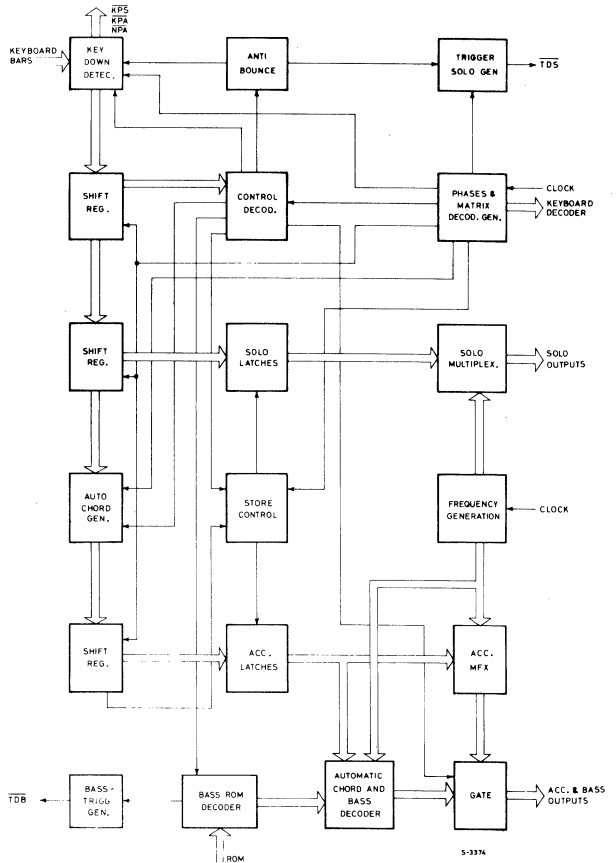 KPS
KPA
NPA
KEYBOARD
BARS
KEY
DOWN
DETEC.
ANTI
BOUNCE
TRIGGER
SOLO GEN
TDS
SHIFT
REG.
CONTROL
DECOD.
PHASES &
MATRIX
DECOD. GEN.
CLOCK
KEYBOARD
DECODER
SHIFT
REG.
SOLO
LATCHES
SOLO
MULTIPLEX.
SOLO
OUTPUTS
AUTO
CHORD
GEN.
STORE
CONTROL
FREQUENCY
GENERATION
CLOCK
SHIFT
REG.
ACC.
LATCHES
ACC.
MFX
TDB
BASS-
TRIGG
GEN.
BASS ROM
DECODER
AUTOMATIC
CHORD AND
BASS
DECODER
GATE
ACC. & BASS
OUTPUTS
ROM
S-3374